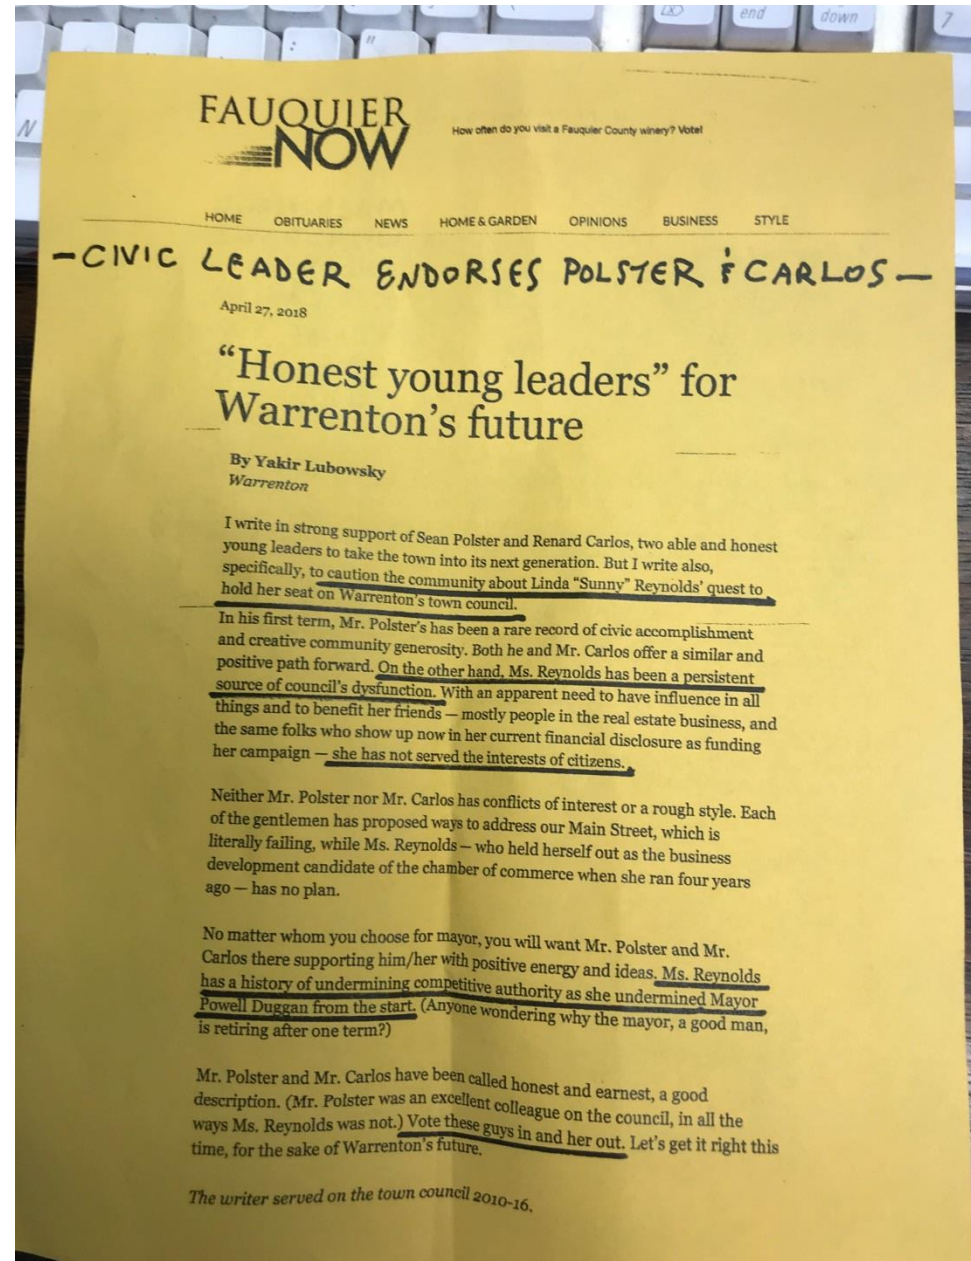 end
down
7
:
"
N
FAUQUIER
NOW
How often do you visit a Fauquier County winery? Vote!
HOME OBITUARIES NEWS HOME & GARDEN OPINIONS BUSINESS STYLE
-CIVIC LEADER ENDORSES POLSTER & CARLOS-
April 27, 2018
“Honest young leaders” for
Warrenton’s future
By Yakir Lubowsky
Warrenton
I write in strong support of Sean Polster and Renard Carlos, two able and honest
young leaders to take the town into its next generation. But I write also,
specifically, to caution the community about Linda “Sunny” Reynolds’ quest to
hold her seat on Warrenton’s town council.
In his first term, Mr. Polster’s has been a rare record of civic accomplishment
and creative community generosity. Both he and Mr. Carlos offer a similar and
positive path forward. On the other hand, Ms. Reynolds has been a persistent
source of council’s dysfunction. With an apparent need to have influence in all
things and to benefit her friends — mostly people in the real estate business, and
the same folks who show up now in her current financial disclosure as funding
her campaign — she has not served the interests of citizens.
Neither Mr. Polster nor Mr. Carlos has conflicts of interest or a rough style. Each
of the gentlemen has proposed ways to address our Main Street, which is
literally failing, while Ms. Reynolds — who held herself out as the business
development candidate of the chamber of commerce when she ran four years
ago — has no plan.
No matter whom you choose for mayor, you will want Mr. Polster and Mr.
Carlos there supporting him/her with positive energy and ideas. Ms. Reynolds
has a history of undermining competitive authority as she undermined Mayor
Powell Duggan from the start. (Anyone wondering why the mayor, a good man,
is retiring after one term?)
Mr. Polster and Mr. Carlos have been called honest and earnest, a good
description. (Mr. Polster was an excellent colleague on the council, in all the
ways Ms. Reynolds was not.) Vote these guys in and her out. Let’s get it right this
time, for the sake of Warrenton’s future.
The writer served on the town council 2010-16.